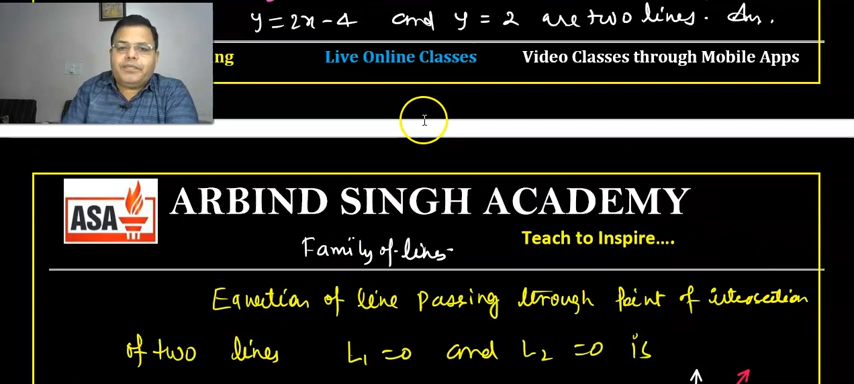 y = 2x - 4 and y = 2 are two lines. Ans.
ng Live Online Classes Video Classes through Mobile Apps
ASA ARBIND SINGH ACADEMY
Family of lines
Teach to Inspire....
Equation of line passing through point of intersection
of two lines L₁ = 0 and L₂ = 0 is